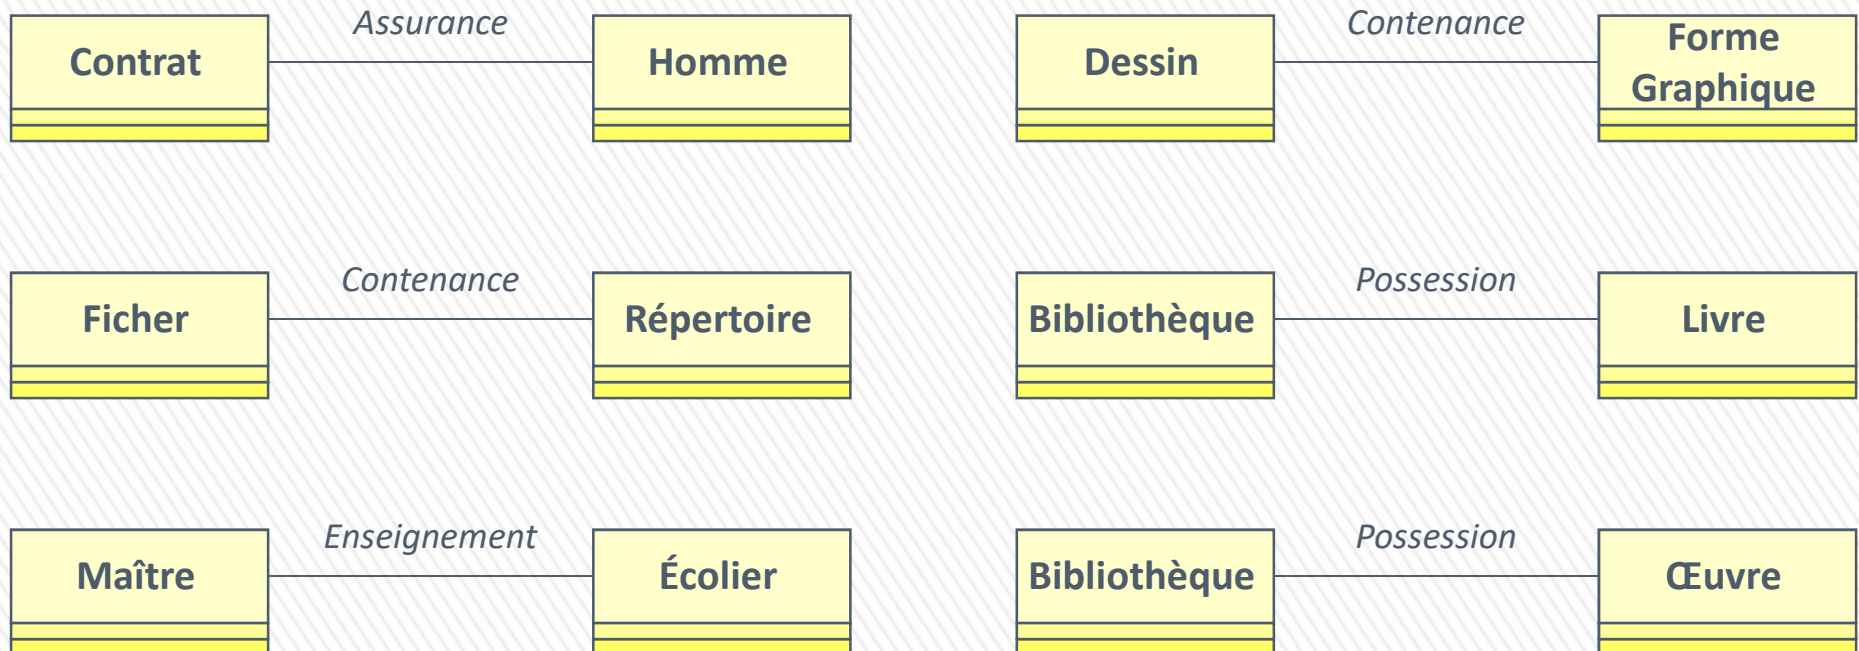 Assurance
Contrat
Homme
Contenance
Dessin
Forme
Graphique
Contenance
Ficher
Répertoire
Possession
Bibliothèque
Livre
Enseignement
Maître
Écolier
Possession
Bibliothèque
Œuvre